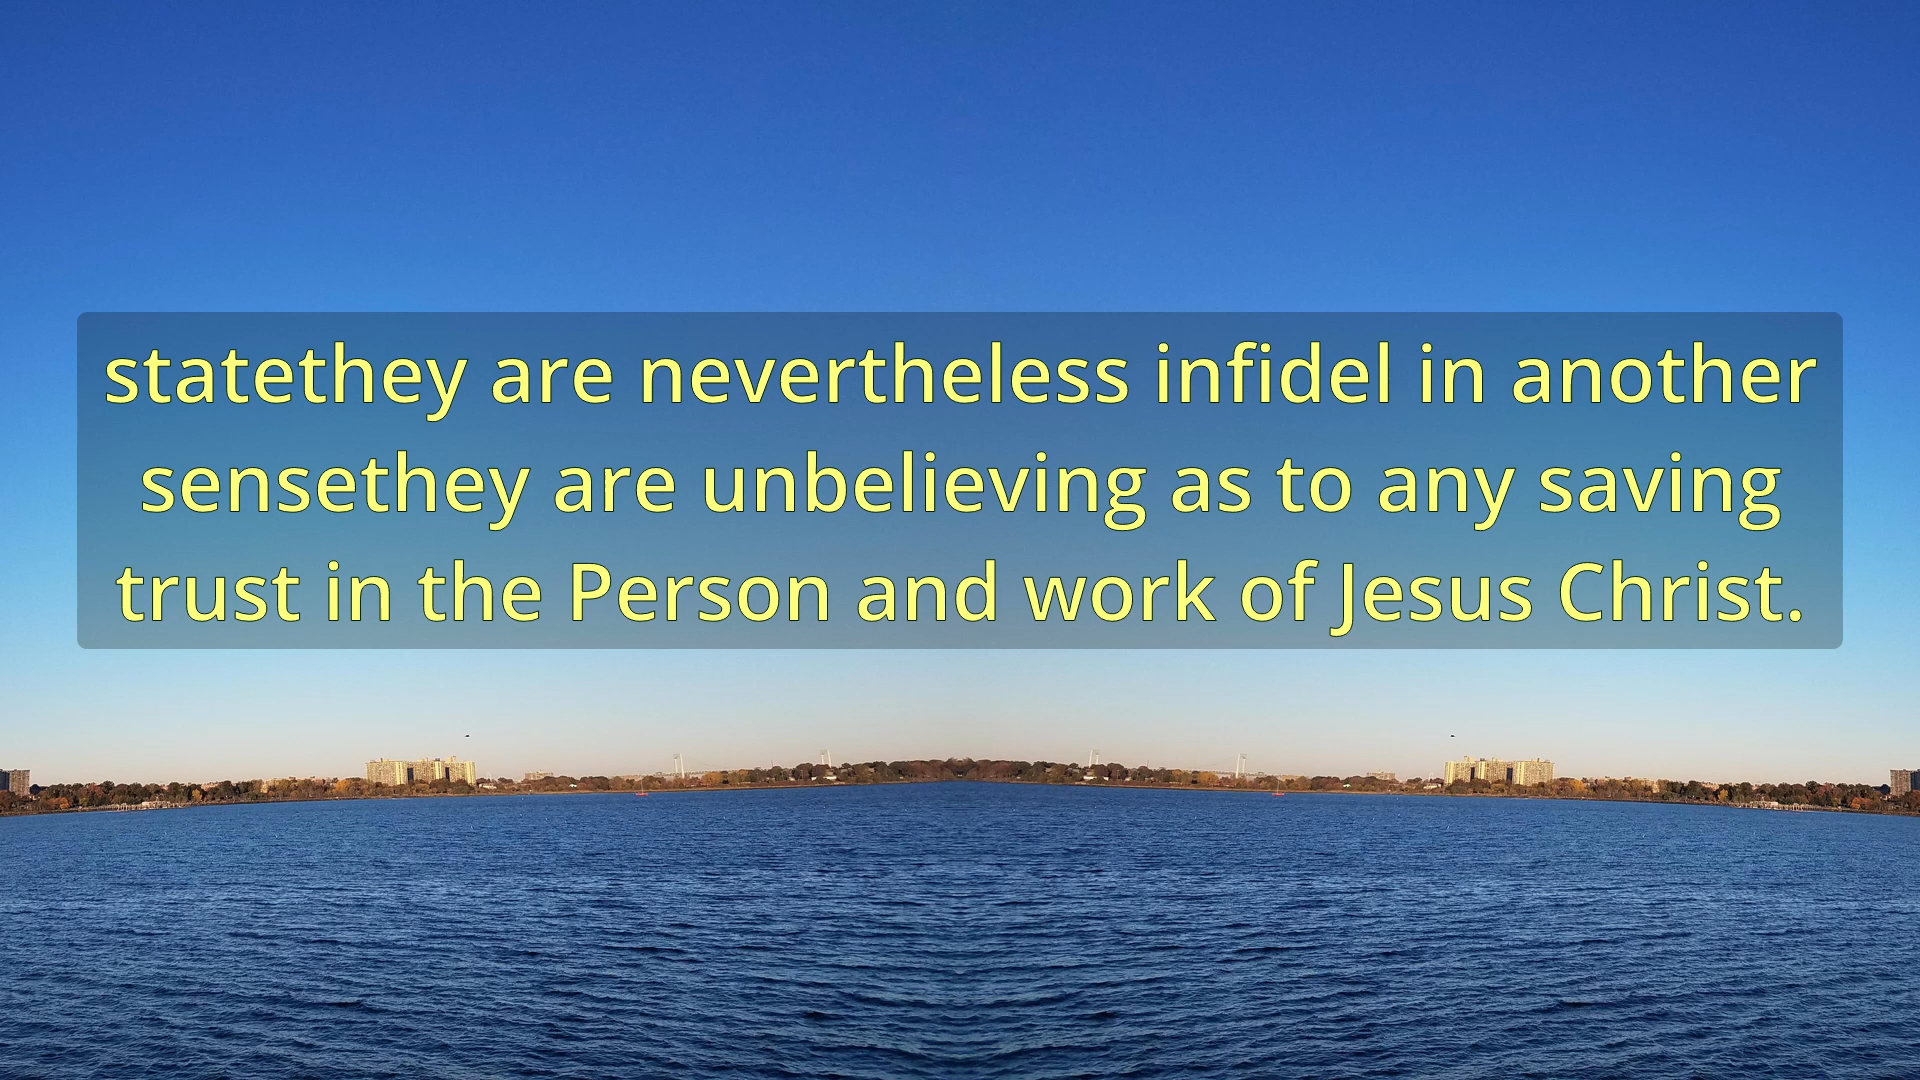 statethey are nevertheless infidel in another
sensethey are unbelieving as to any saving
trust in the Person and work of Jesus Christ.